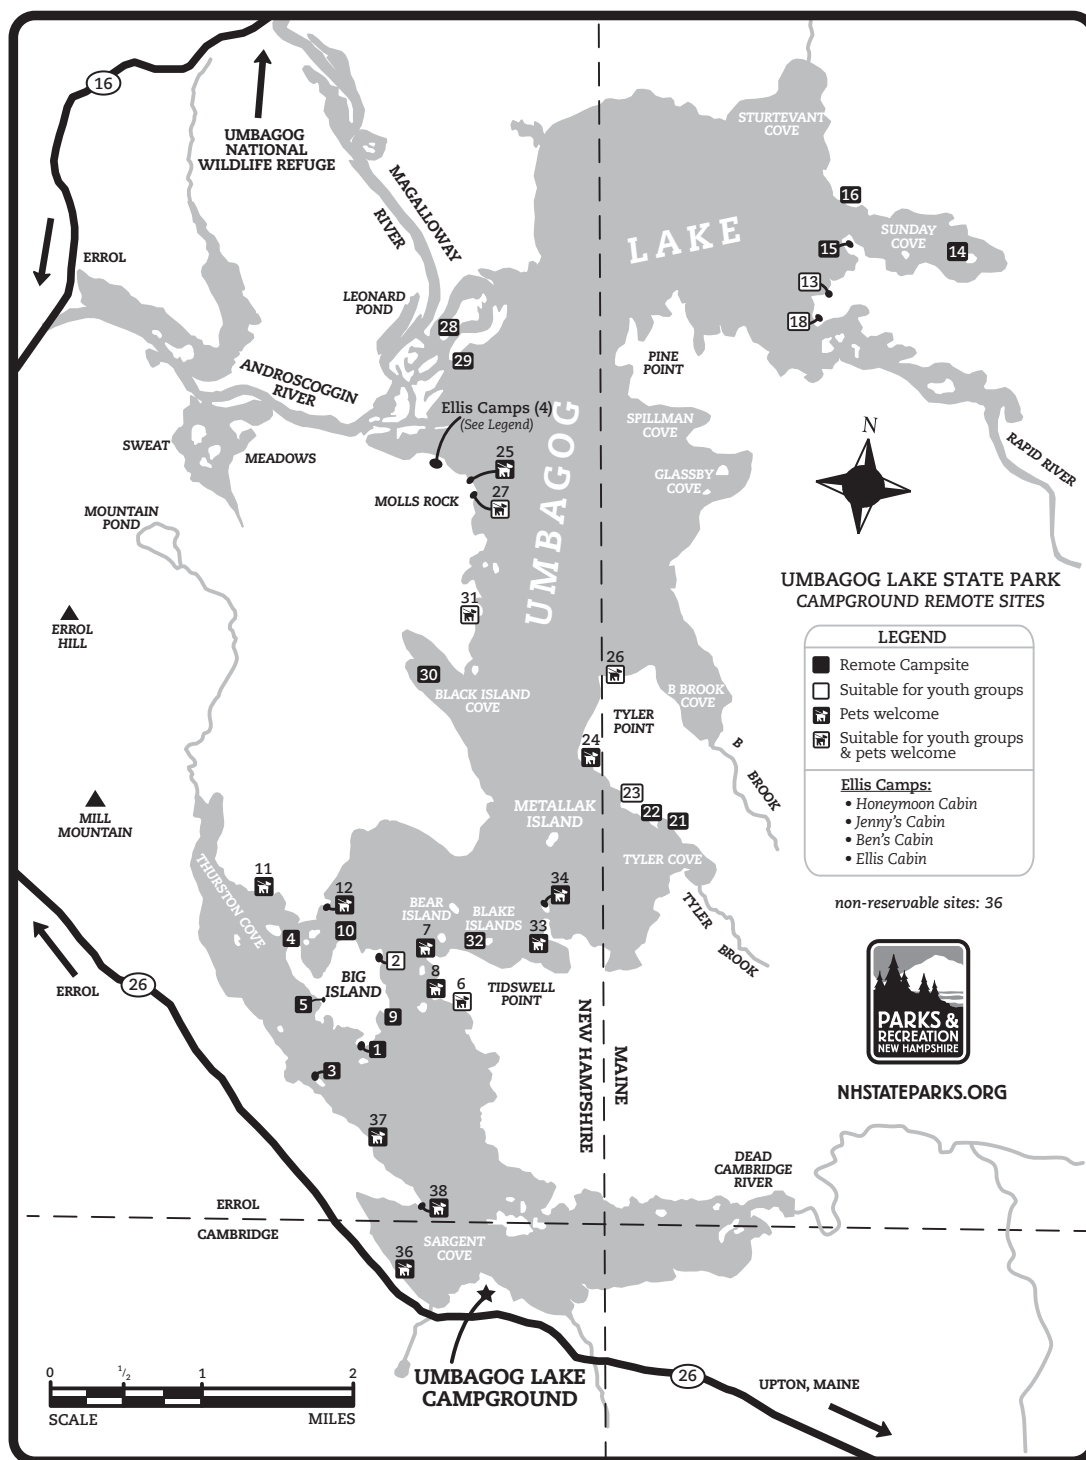 16
UMBAGOG
NATIONAL
WILDLIFE REFUGE
ERROL
MAGALLOWAY
RIVER
LEONARD
POND
28
29
ANDROSCOGGIN
RIVER
SWEAT
MEADOWS
MOUNTAIN
POND
ERROL
HILL
MILL
MOUNTAIN
LAKE
UMBAGOG
STURTEVANT
COVE
16
SUNDAY
COVE
14
15
13
18
PINE
POINT
SPILLMAN
COVE
GLASSBY
COVE
RAPID RIVER
N
Ellis Camps (4)
(See Legend)
25
27
MOLLS ROCK
31
30
BLACK ISLAND
COVE
26
B BROOK
COVE
TYLER
POINT
24
B
BROOK
23
22
21
METALLAK
ISLAND
TYLER COVE
TYLER
BROOK
THURSTON COVE
11
12
10
4
BEAR
ISLAND
7
BLAKE
ISLANDS
32
34
33
2
BIG
ISLAND
8
6
TIDSWELL
POINT
5
9
1
3
37
38
NEW HAMPSHIRE
MAINE
DEAD
CAMBRIDGE
RIVER
ERROL
26
ERROL
CAMBRIDGE
SARGENT
COVE
36
UMBAGOG LAKE
CAMPGROUND
26
UPTON, MAINE
0 1/2 1 2
SCALE MILES
UMBAGOG LAKE STATE PARK
CAMPGROUND REMOTE SITES
LEGEND
Remote Campsite
Suitable for youth groups
Pets welcome
Suitable for youth groups
& pets welcome
Ellis Camps:
• Honeymoon Cabin
• Jenny's Cabin
• Ben's Cabin
• Ellis Cabin
non-reservable sites: 36
PARKS &
RECREATION
NEW HAMPSHIRE
NHSTATEPARKS.ORG